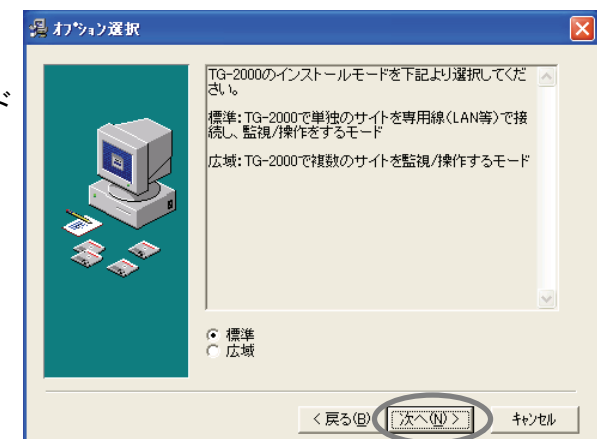 オプション選択
ド
TG-2000のインストールモードを下記より選択してくだ
さい。
標準:TG-2000で単独のサイトを専用線(LAN等)で接
続し、監視/操作をするモード
広域:TG-2000で複数のサイトを監視/操作するモード
標準
広域
< 戻る(B)
次へ(N) >
キャンセル